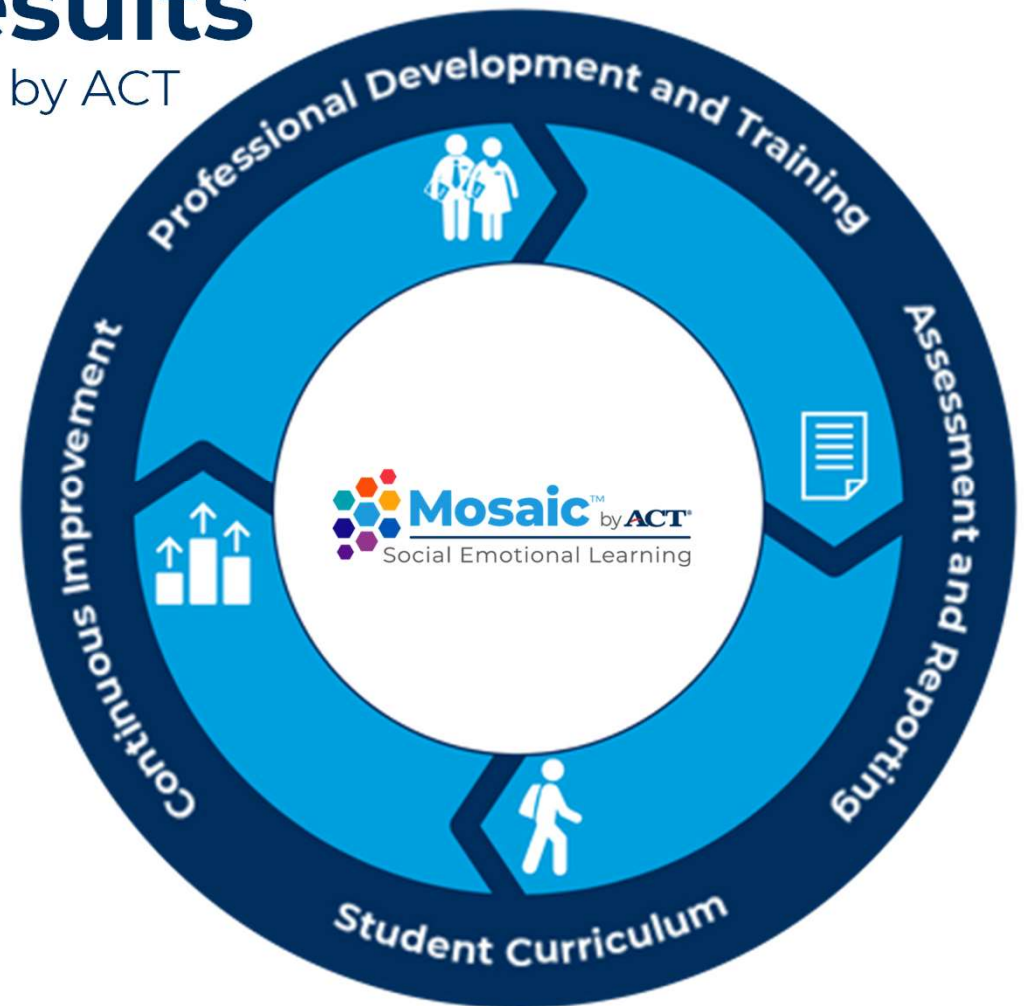 by ACT
Professional Development and Training
Assessment and Reporting
Student Curriculum
Continuous Improvement
Mosaic™ by ACT®
Social Emotional Learning